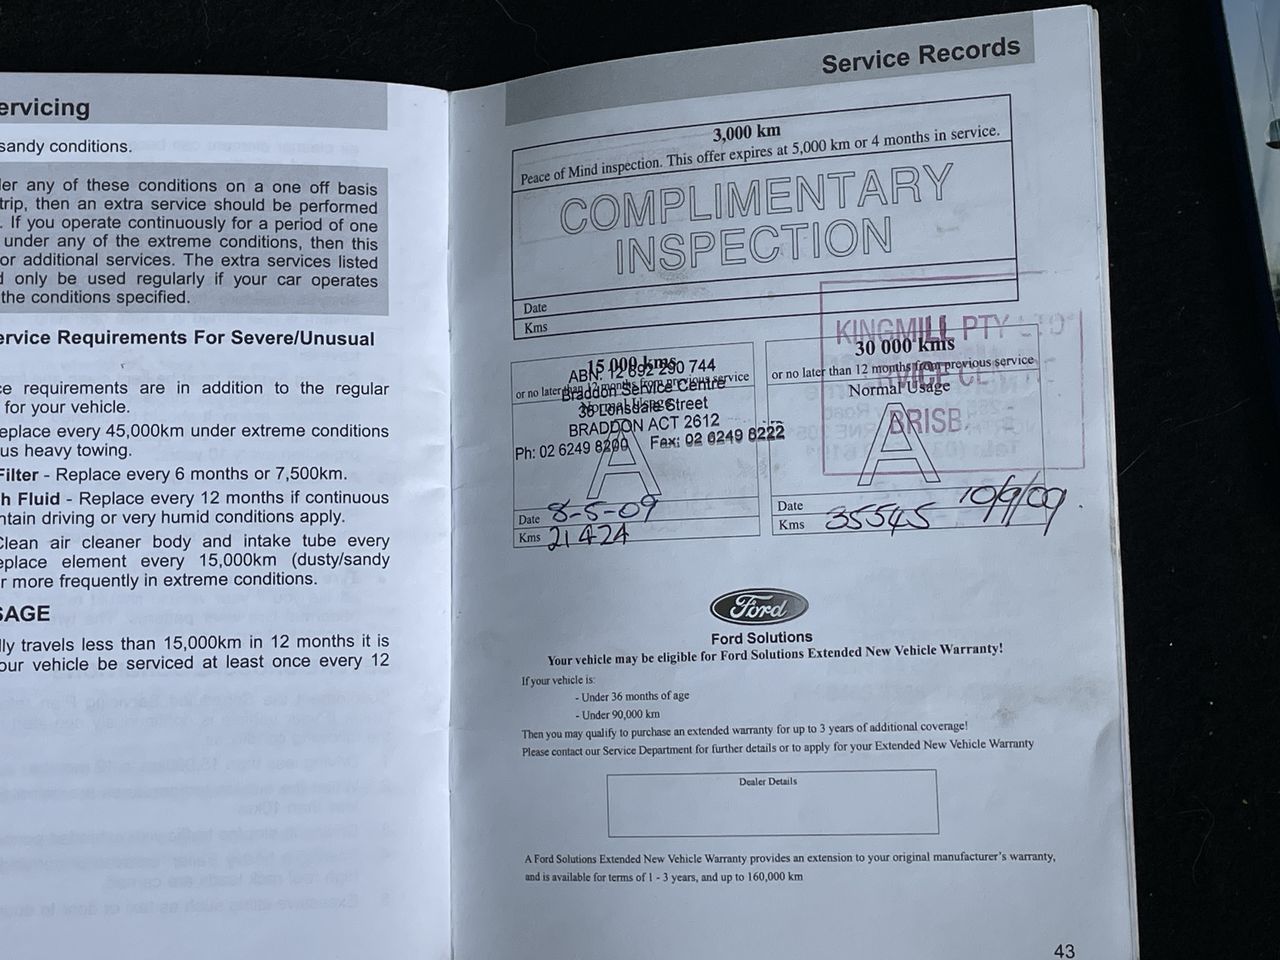 ervicing
sandy conditions.
er any of these conditions on a one off basis
trip, then an extra service should be performed
. If you operate continuously for a period of one
under any of the extreme conditions, then this
or additional services. The extra services listed
d only be used regularly if your car operates
the conditions specified.
ervice Requirements For Severe/Unusual
ce requirements are in addition to the regular
for your vehicle.
eplace every 45,000km under extreme conditions
us heavy towing.
Filter - Replace every 6 months or 7,500km.
h Fluid - Replace every 12 months if continuous
ntain driving or very humid conditions apply.
Clean air cleaner body and intake tube every
eplace element every 15,000km (dusty/sandy
r more frequently in extreme conditions.
SAGE
lly travels less than 15,000km in 12 months it is
our vehicle be serviced at least once every 12
Service Records
3,000 km
Peace of Mind inspection. This offer expires at 5,000 km or 4 months in service.
COMPLIMENTARY
INSPECTION
Date
Kms
15 000 kms
or no later than 12 months from previous service
Normal Usage
ABN: 12 692 290 744
Braddon Service Centre
36 Lonsdale Street
BRADDON ACT 2612
Ph: 02 6249 8200 Fax: 02 6249 8222
A
Date 8-5-09
Kms 21424
KINGMILL PTY LTD
30 000 kms
or no later than 12 months from previous service
Normal Usage
BRISB.
A
Date 10/9/09
Kms 35545
Ford
Ford Solutions
Your vehicle may be eligible for Ford Solutions Extended New Vehicle Warranty!
If your vehicle is:
- Under 36 months of age
- Under 90,000 km
Then you may qualify to purchase an extended warranty for up to 3 years of additional coverage!
Please contact our Service Department for further details or to apply for your Extended New Vehicle Warranty
Dealer Details
A Ford Solutions Extended New Vehicle Warranty provides an extension to your original manufacturer's warranty,
and is available for terms of 1 - 3 years, and up to 160,000 km
43